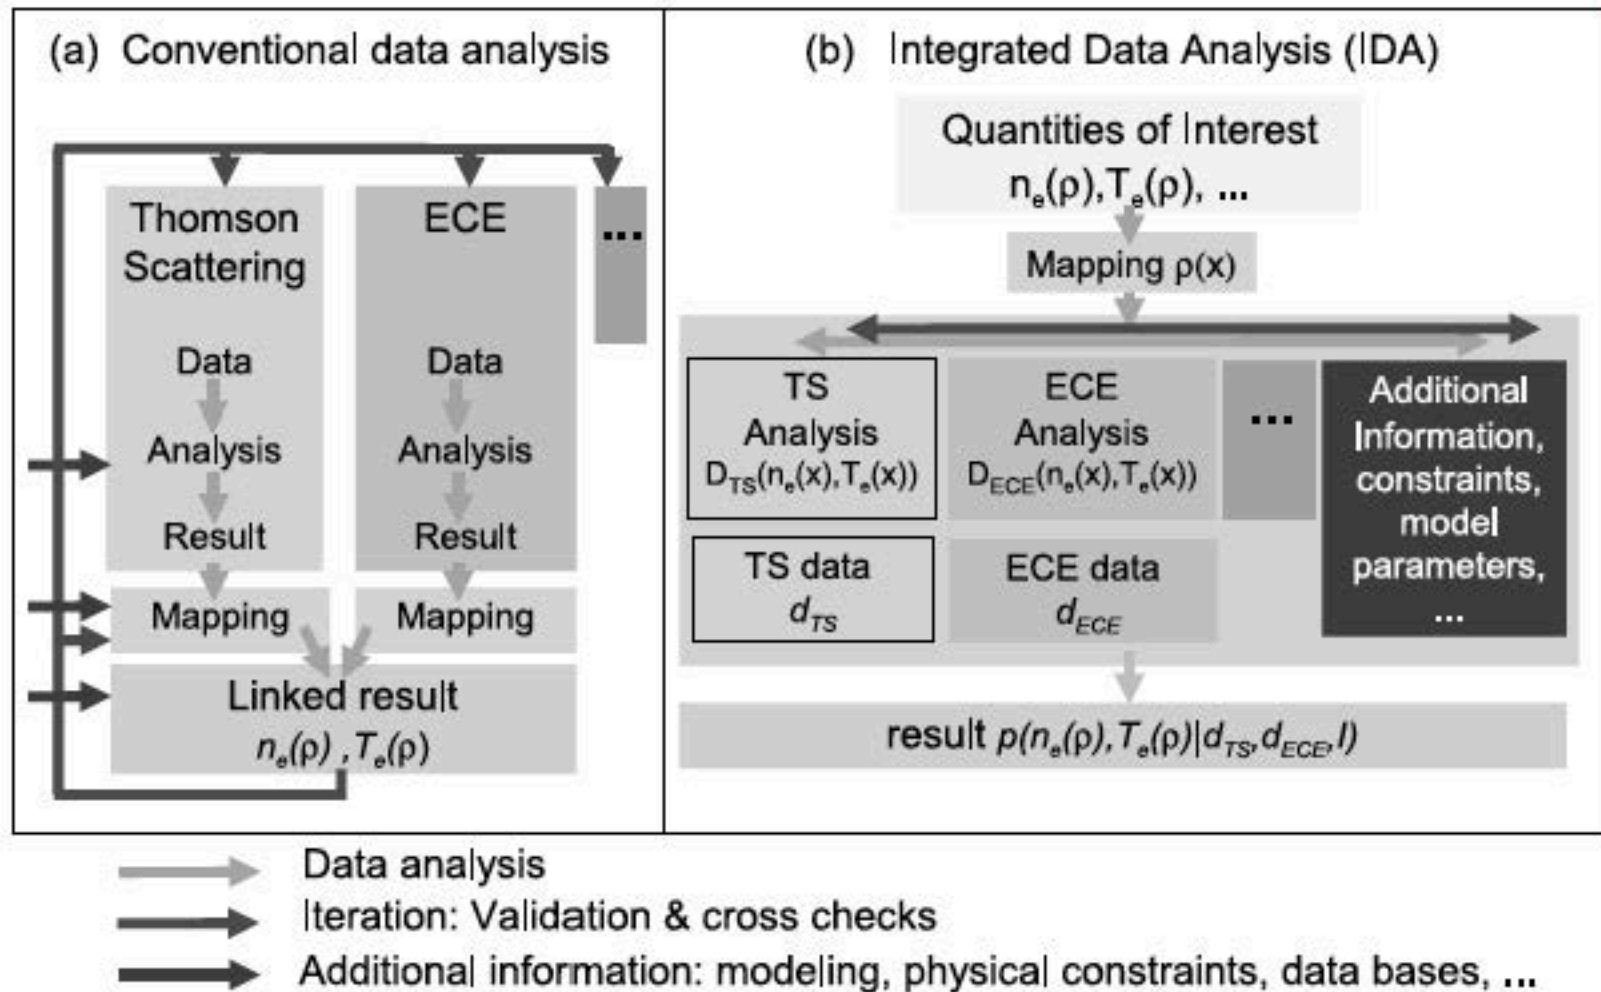 (a) Conventional data analysis
Thomson
Scattering
Data
Analysis
Result
Mapping
ECE
Data
Analysis
Result
Mapping
...
Linked result
nₑ(ρ) ,Tₑ(ρ)
(b) Integrated Data Analysis (IDA)
Quantities of Interest
nₑ(ρ),Tₑ(ρ), ...
Mapping ρ(x)
TS
Analysis
D_TS(nₑ(x),Tₑ(x))
TS data
d_TS
ECE
Analysis
D_ECE(nₑ(x),Tₑ(x))
ECE data
d_ECE
...
Additional
Information,
constraints,
model
parameters,
...
result p(nₑ(ρ),Tₑ(ρ)|d_TS,d_ECE,I)
Data analysis
Iteration: Validation & cross checks
Additional information: modeling, physical constraints, data bases, ...